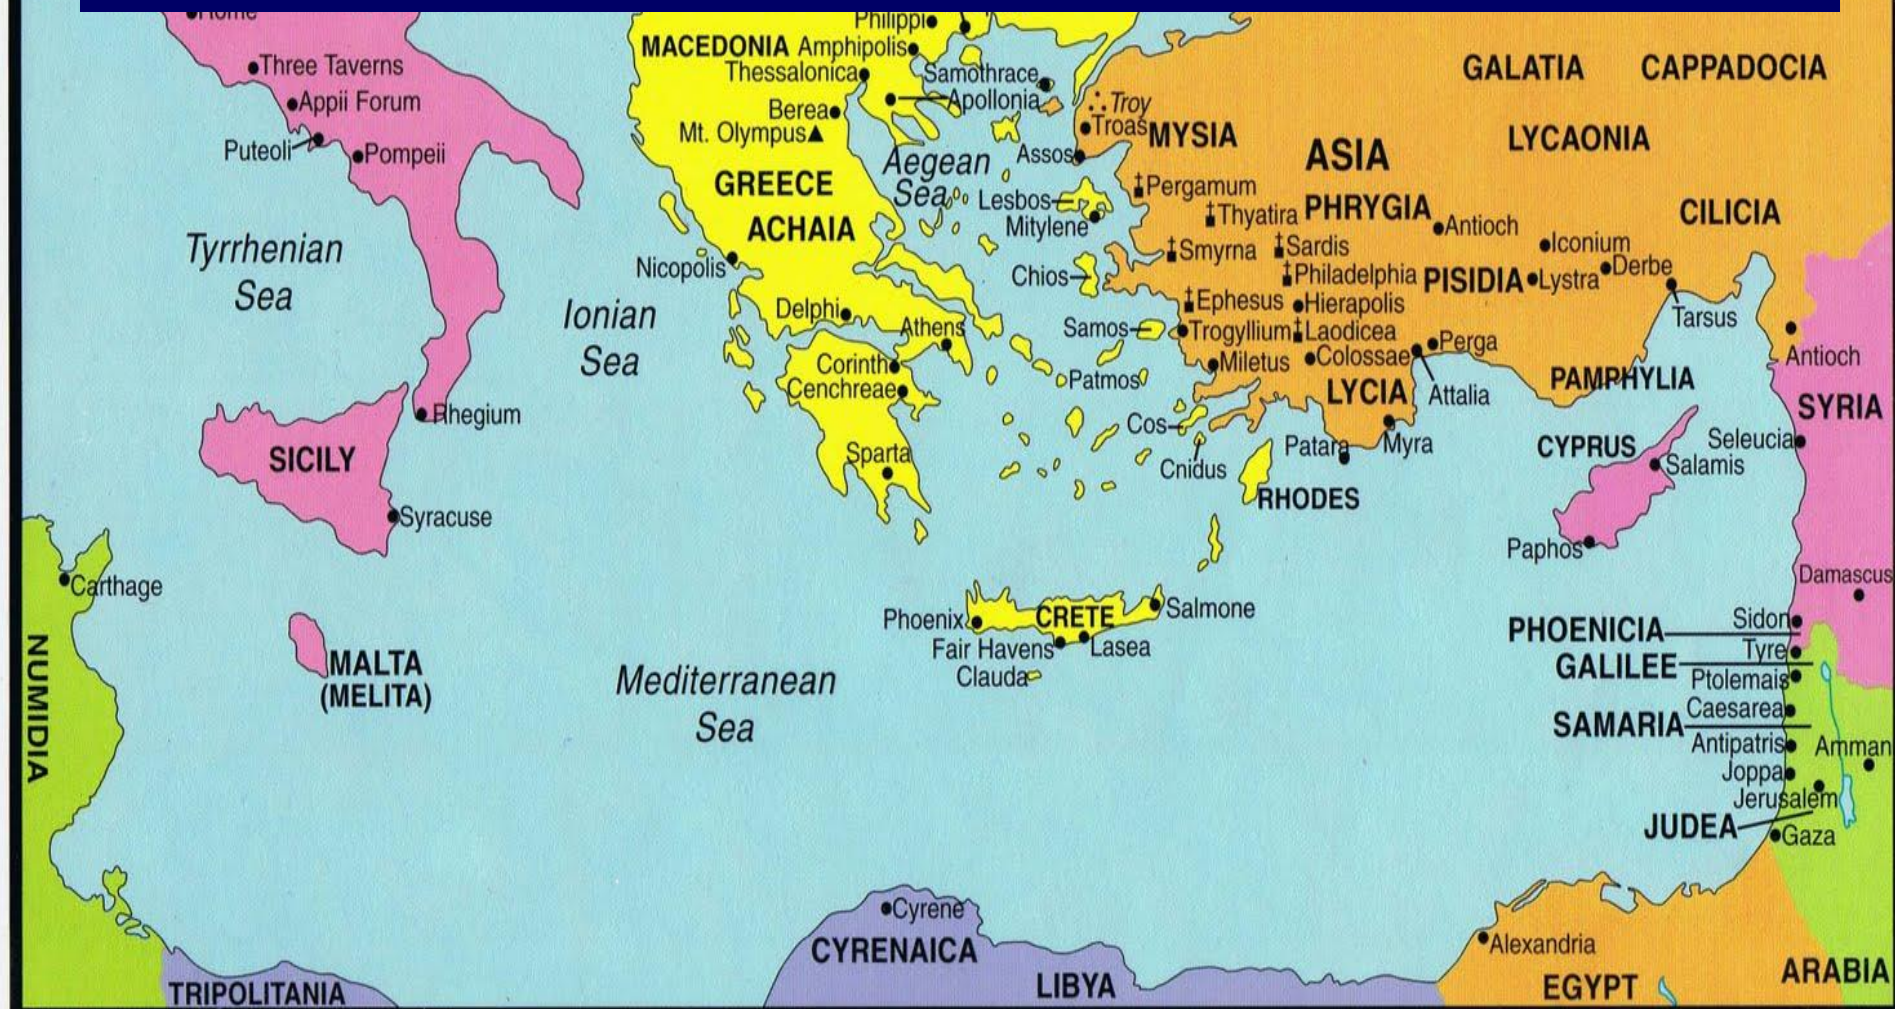 Rome
Three Taverns
Appii Forum
Puteoli
Pompeii
Tyrrhenian
Sea
Rhegium
SICILY
Syracuse
Carthage
NUMIDIA
MALTA
(MELITA)
Ionian
Sea
Mediterranean
Sea
Philippi
MACEDONIA
Amphipolis
Thessalonica
Samothrace
Apollonia
Berea
Mt. Olympus
GREECE
Aegean
Sea
ACHAIA
Nicopolis
Delphi
Athens
Corinth
Cenchreae
Sparta
Troy
Troas
MYSIA
Assos
Lesbos
Mitylene
Chios
Samos
Patmos
Cos
Cnidus
RHODES
GALATIA
CAPPADOCIA
LYCAONIA
ASIA
Pergamum
Thyatira
PHRYGIA
Antioch
CILICIA
Smyrna
Sardis
Iconium
Philadelphia
PISIDIA
Lystra
Derbe
Ephesus
Hierapolis
Tarsus
Trogyllium
Laodicea
Miletus
Colossae
Perga
Antioch
LYCIA
Attalia
PAMPHYLIA
Patara
Myra
SYRIA
CYPRUS
Seleucia
Salamis
Paphos
Damascus
Phoenix
CRETE
Salmone
Fair Havens
Lasea
Clauda
PHOENICIA
Sidon
Tyre
GALILEE
Ptolemais
Caesarea
SAMARIA
Antipatris
Amman
Joppa
Jerusalem
JUDEA
Gaza
Cyrene
CYRENAICA
LIBYA
TRIPOLITANIA
Alexandria
EGYPT
ARABIA